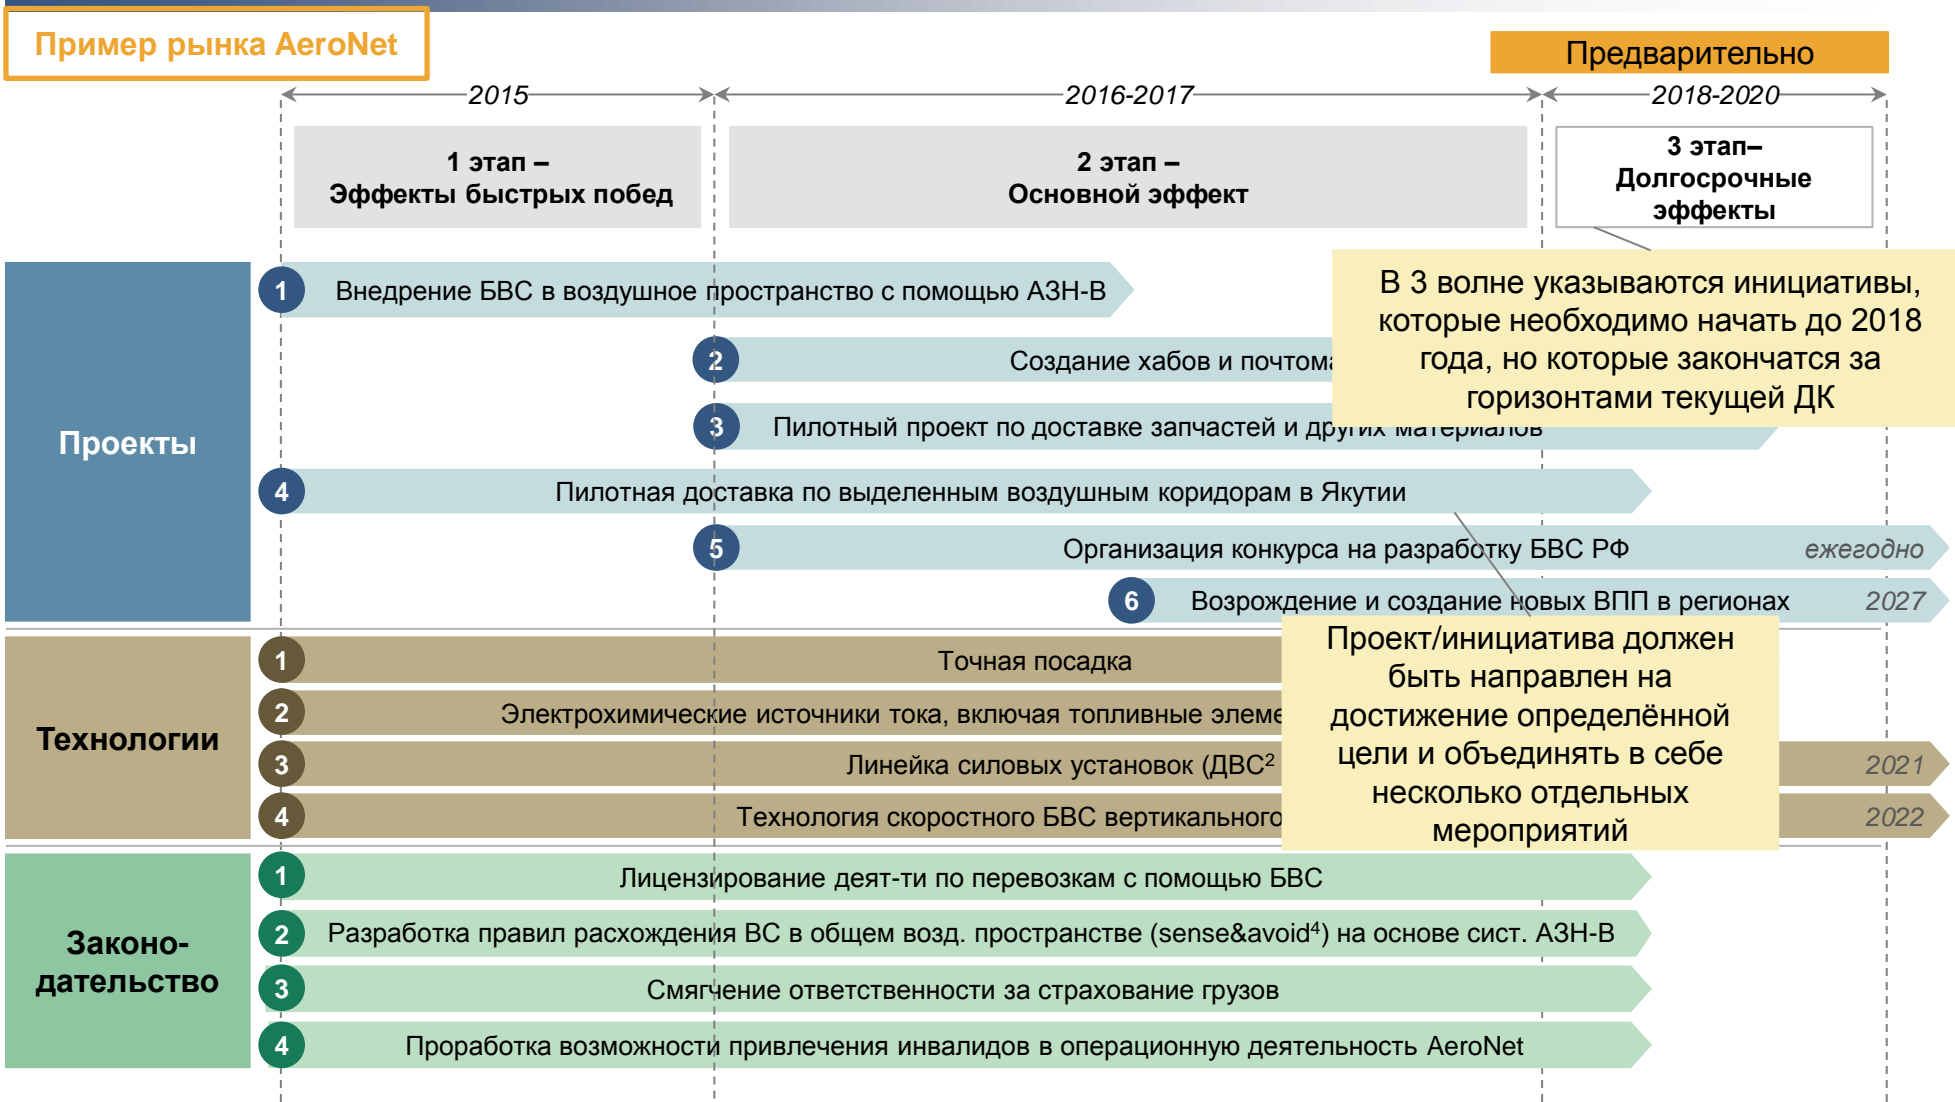 Пример рынка AeroNet
Предварительно
2015
2016-2017
2018-2020
1 этап –
Эффекты быстрых побед
2 этап –
Основной эффект
3 этап–
Долгосрочные
эффекты
Проекты
1 Внедрение БВС в воздушное пространство с помощью АЗН-В
2 Создание хабов и
3 Пилотный проект по доставке запчастей и других материалов
4 Пилотная доставка по выделенным воздушным коридорам в Якутии
5 Организация конкурса на разработку БВС РФ ежегодно
6 Возрождение и создание новых ВПП в регионах 2027
В 3 волне указываются инициативы,
которые необходимо начать до 2018
года, но которые закончатся за
горизонтами текущей ДК
Технологии
1 Точная посадка
2 Электрохимические источники тока, включая топливные
3 Линейка силовых установок (ДВС² 2021
4 Технология скоростного БВС вертикального 2022
Проект/инициатива должен
быть направлен на
достижение определённой
цели и объединять в себе
несколько отдельных
мероприятий
Законо-
дательство
1 Лицензирование деят-ти по перевозкам с помощью БВС
2 Разработка правил расхождения ВС в общем возд. пространстве (sense&avoid⁴) на основе сист. АЗН-В
3 Смягчение ответственности за страхование грузов
4 Проработка возможности привлечения инвалидов в операционную деятельность AeroNet